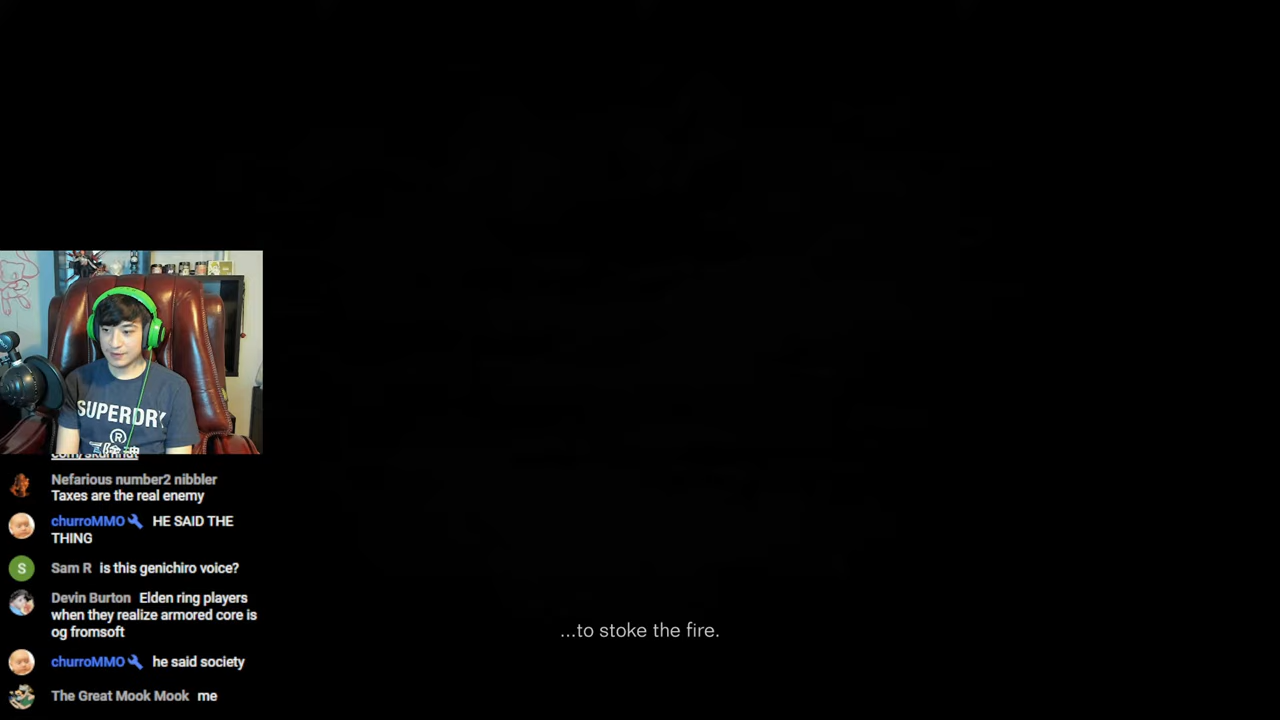 SUPERDRY
®
Nefarious number2 nibbler
Taxes are the real enemy
churroMMO HE SAID THE
THING
S
Sam R is this genichiro voice?
Devin Burton Elden ring players
when they realize armored core is
og fromsoft
...to stoke the fire.
churroMMO he said society
The Great Mook Mook me